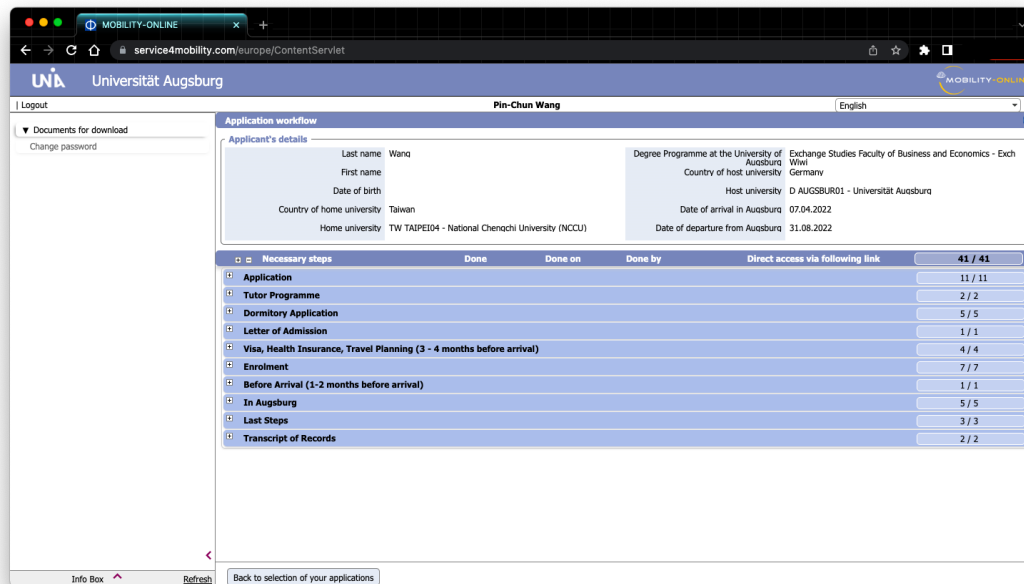 MOBILITY-ONLINE
service4mobility.com/europe/ContentServlet
UNIA Universität Augsburg
MOBILITY-ONLIN
| Logout
Pin-Chun Wang
English
Documents for download
Change password
Application workflow
Applicant's details
Last name Wang
First name
Date of birth
Country of home university Taiwan
Home university TW TAIPEI04 - National Chengchi University (NCCU)
Degree Programme at the University of Augsburg Exchange Studies Faculty of Business and Economics - Exch Wiwi
Country of host university Germany
Host university D AUGSBUR01 - Universität Augsburg
Date of arrival in Augsburg 07.04.2022
Date of departure from Augsburg 31.08.2022
Necessary steps Done Done on Done by Direct access via following link 41 / 41
Application 11 / 11
Tutor Programme 2 / 2
Dormitory Application 5 / 5
Letter of Admission 1 / 1
Visa, Health Insurance, Travel Planning (3 - 4 months before arrival) 4 / 4
Enrolment 7 / 7
Before Arrival (1-2 months before arrival) 1 / 1
In Augsburg 5 / 5
Last Steps 3 / 3
Transcript of Records 2 / 2
Info Box Refresh
Back to selection of your applications